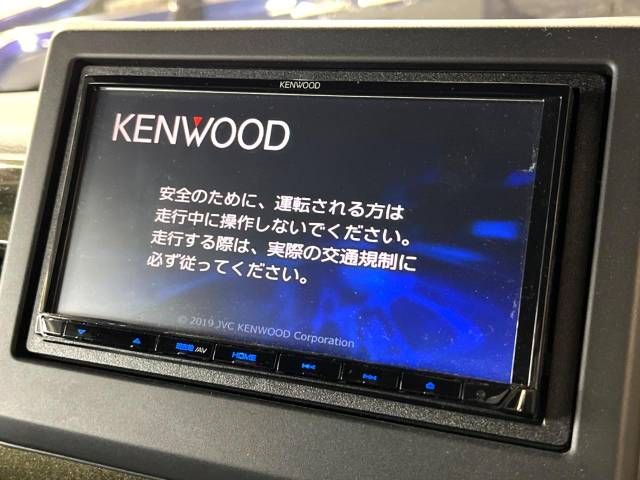 KENWOOD
KENWOOD
安全のために、運転される方は
走行中に操作しないでください。
走行する際は、実際の交通規制に
必ず従ってください。
© 2019 JVC KENWOOD Corporation
/AV HOME